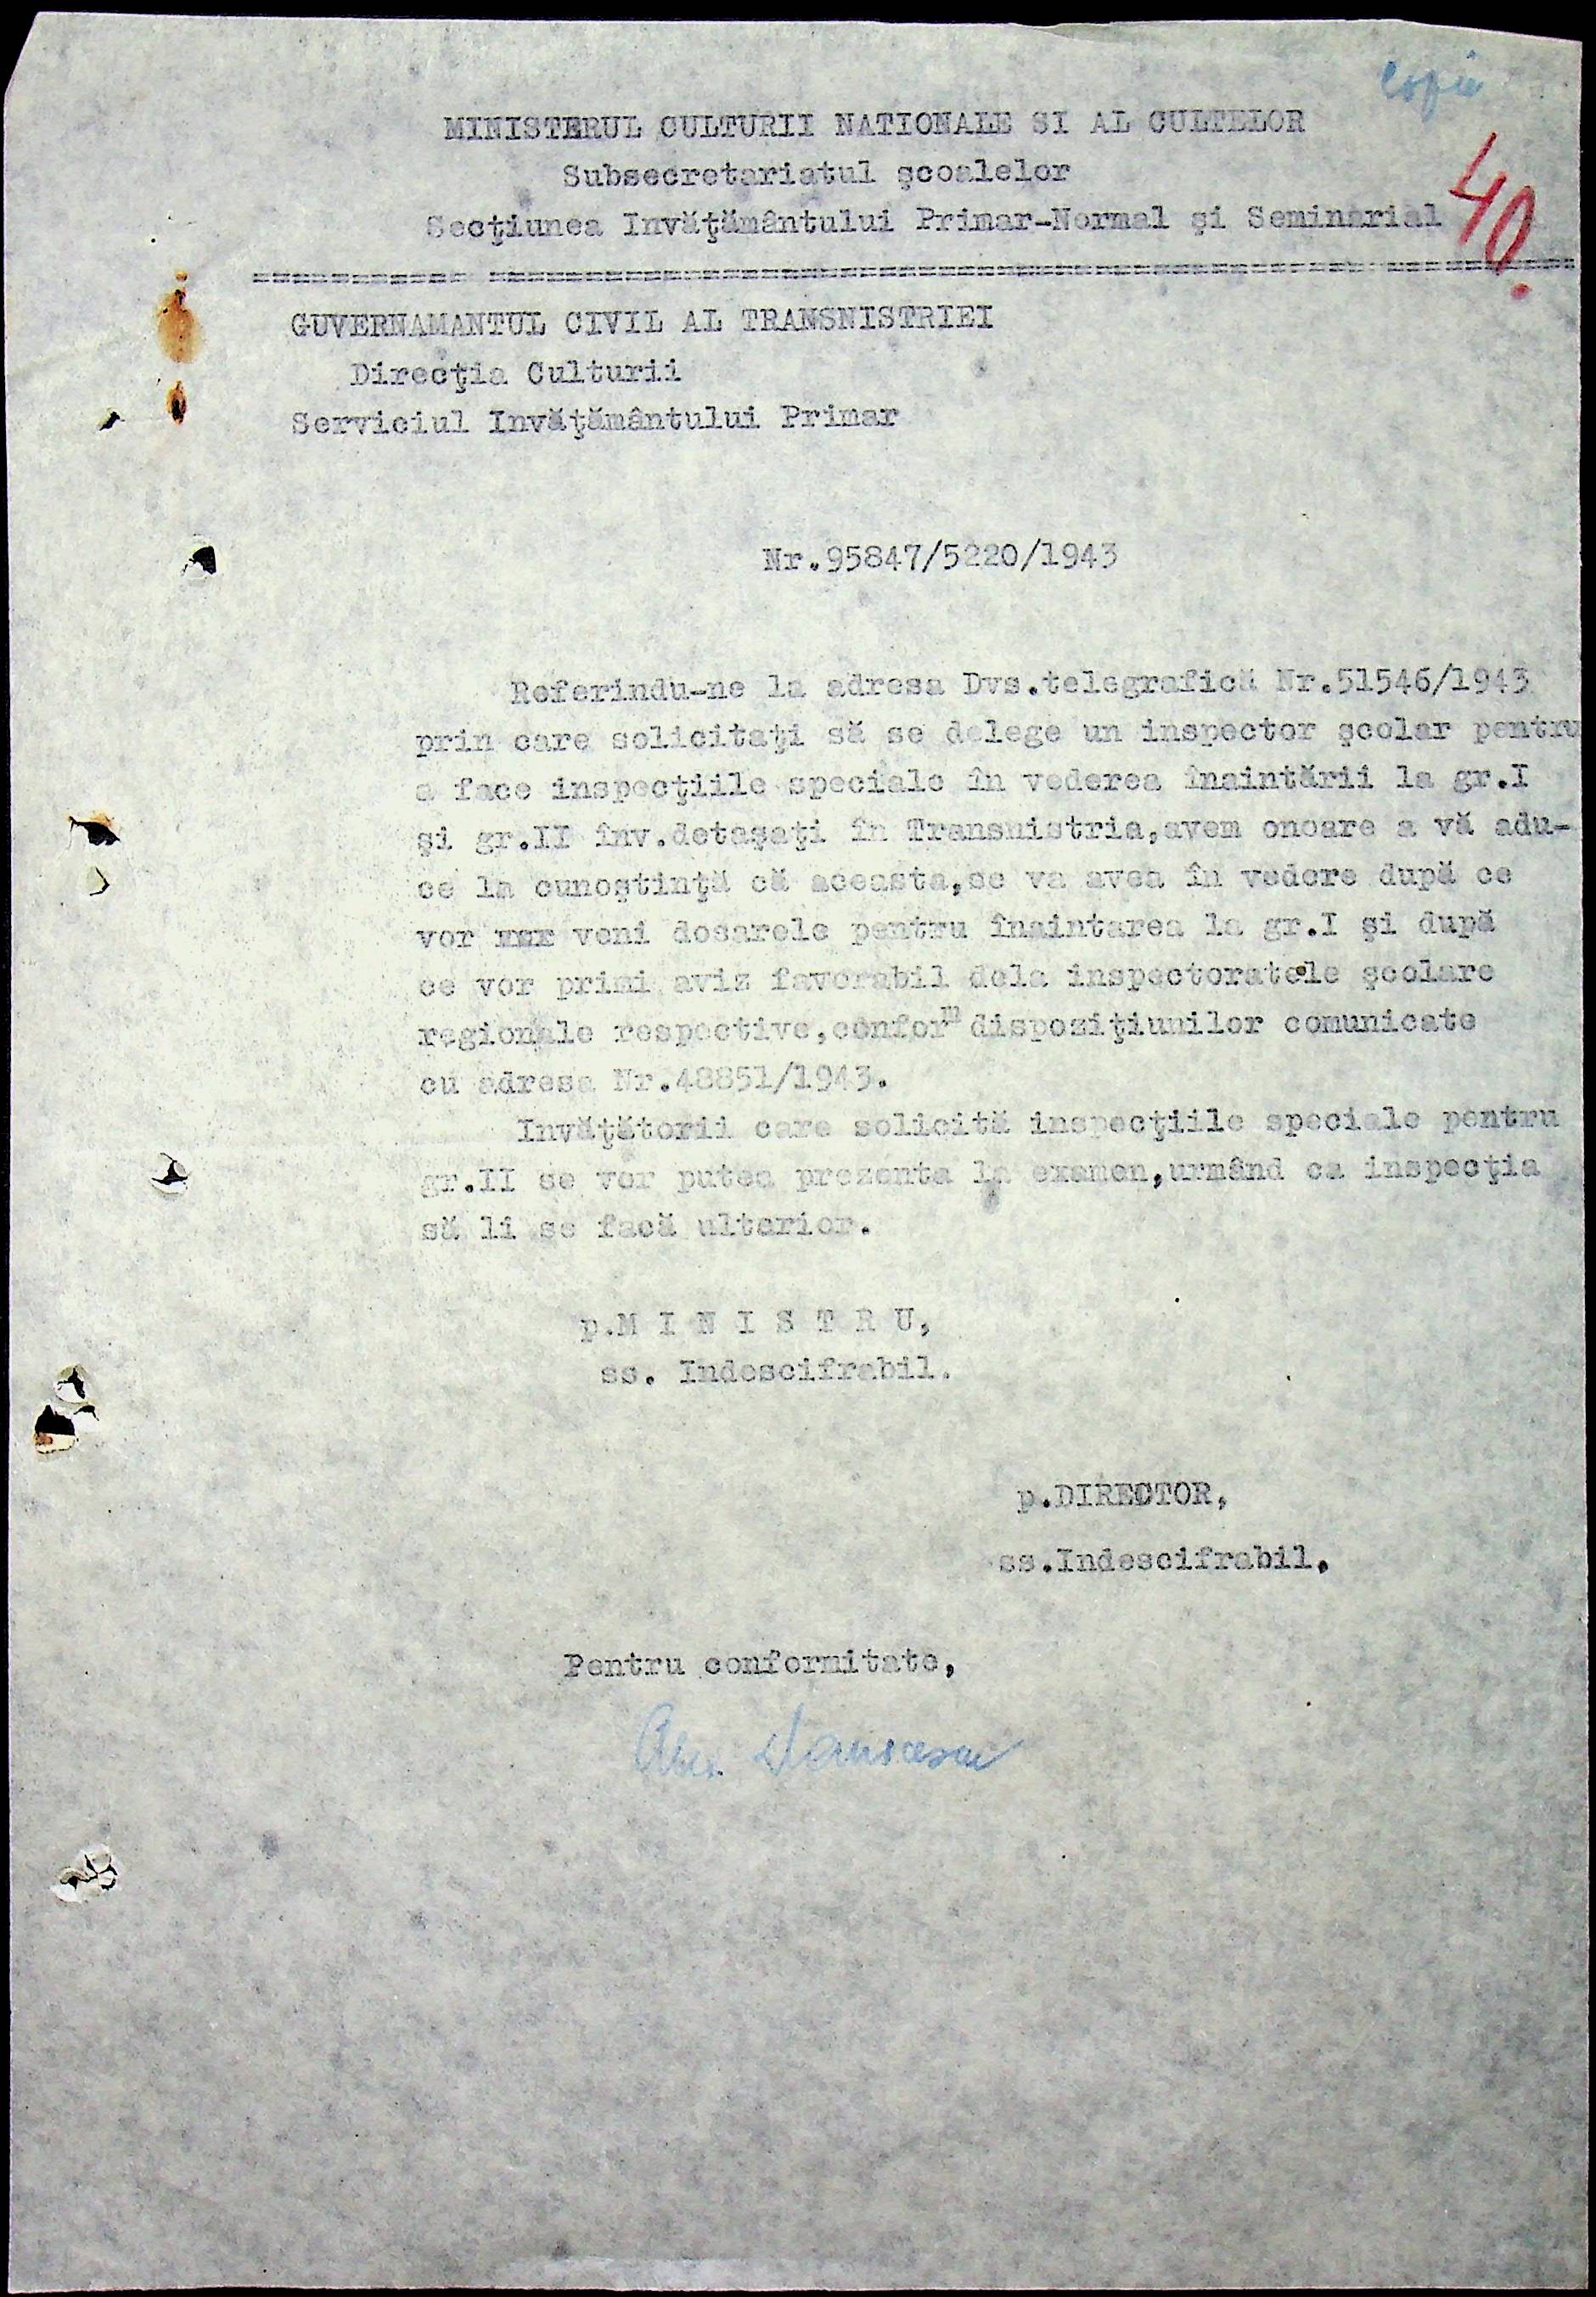 Copie
40.
MINISTERUL CULTURII NATIONALE SI AL CULTELOR
Subsecretariatul şcoalelor
Secţiunea Invăţământului Primar-Normal şi Seminarial
GUVERNAMANTUL CIVIL AL TRANSNISTRIEI
Direcţia Culturii
Serviciul Invăţământului Primar
Nr.95847/5220/1943
Referindu-ne la adresa Dvs.telegrafică Nr.51546/1943
prin care solicitaţi să se delege un inspector şcolar pentru
a face inspecţiile speciale în vederea înaintării la gr.I
şi gr.II înv.detaşaţi în Transnistria,avem onoare a vă adu-
ce la cunoştinţă că aceasta,se va avea în vedere după ce
vor veni dosarele pentru înaintarea la gr.I şi după
ce vor primi aviz favorabil dela inspectoratele şcolare
regionale respective,conform dispoziţiunilor comunicate
cu adresa Nr.48851/1943.
Invăţătorii care solicită inspecţiile speciale pentru
gr.II se vor putea prezenta la examen,urmând ca inspecţia
să li se facă ulterior.
p.M I N I S T R U,
ss. Indescifrabil.
p.DIRECTOR,
ss.Indescifrabil.
Pentru conformitate,